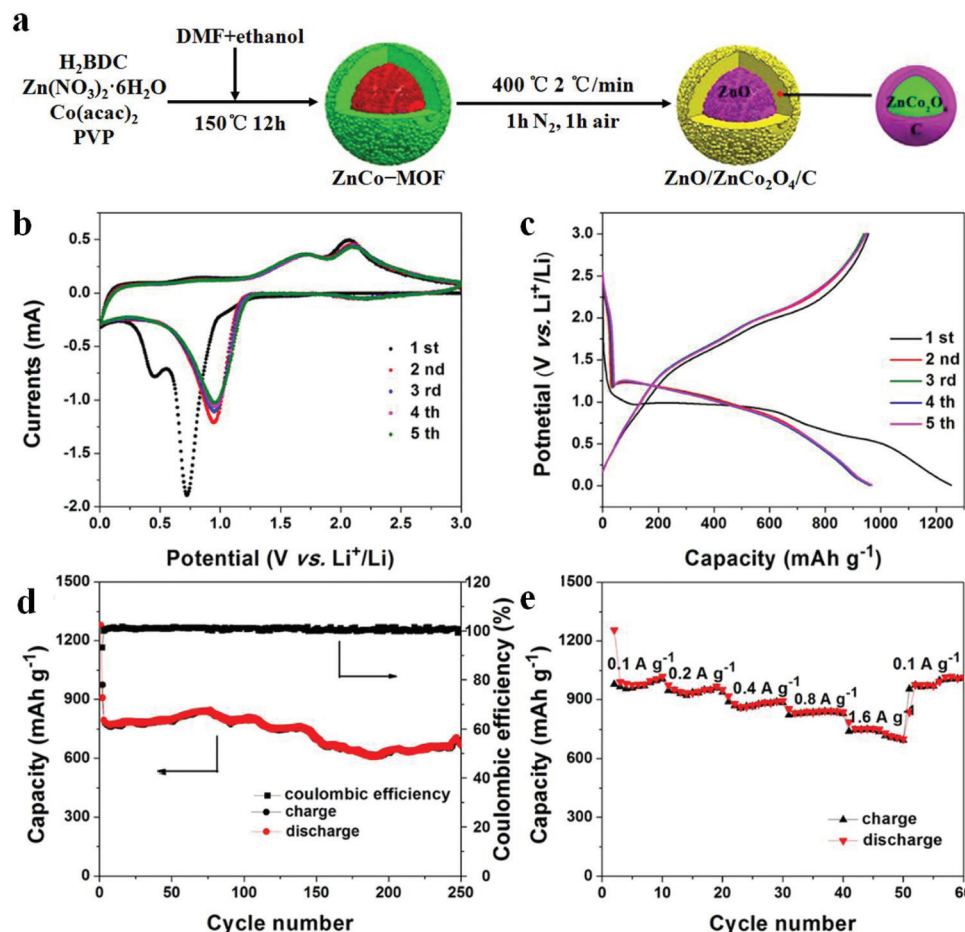 a
H₂BDC
Zn(NO₃)₂·6H₂O
Co(acac)₂
PVP
DMF+ethanol
150℃ 12h
ZnCo−MOF
400 ℃ 2 ℃/min
1h N₂, 1h air
ZnO
ZnO/ZnCo₂O₄/C
ZnCo₂O₄
C
b
0.5
0.0
-0.5
-1.0
-1.5
-2.0
Currents (mA)
1 st
2 nd
3 rd
4 th
5 th
0.0 0.5 1.0 1.5 2.0 2.5 3.0
Potential (V vs. Li⁺/Li)
c
3.0
2.5
2.0
1.5
1.0
0.5
0.0
Potnetial (V vs. Li⁺/Li)
1 st
2 nd
3 rd
4 th
5 th
0 200 400 600 800 1000 1200
Capacity (mAh g⁻¹)
d
1500
1200
900
600
300
0
Capacity (mAh g⁻¹)
120
100
80
60
40
20
0
Coulombic efficiency (%)
coulombic efficiency
charge
discharge
0 50 100 150 200 250
Cycle number
e
1500
1200
900
600
300
0
Capacity (mAh g⁻¹)
0.1 A g⁻¹
0.2 A g⁻¹
0.4 A g⁻¹
0.8 A g⁻¹
1.6 A g⁻¹
0.1 A g⁻¹
charge
discharge
0 10 20 30 40 50 60
Cycle number